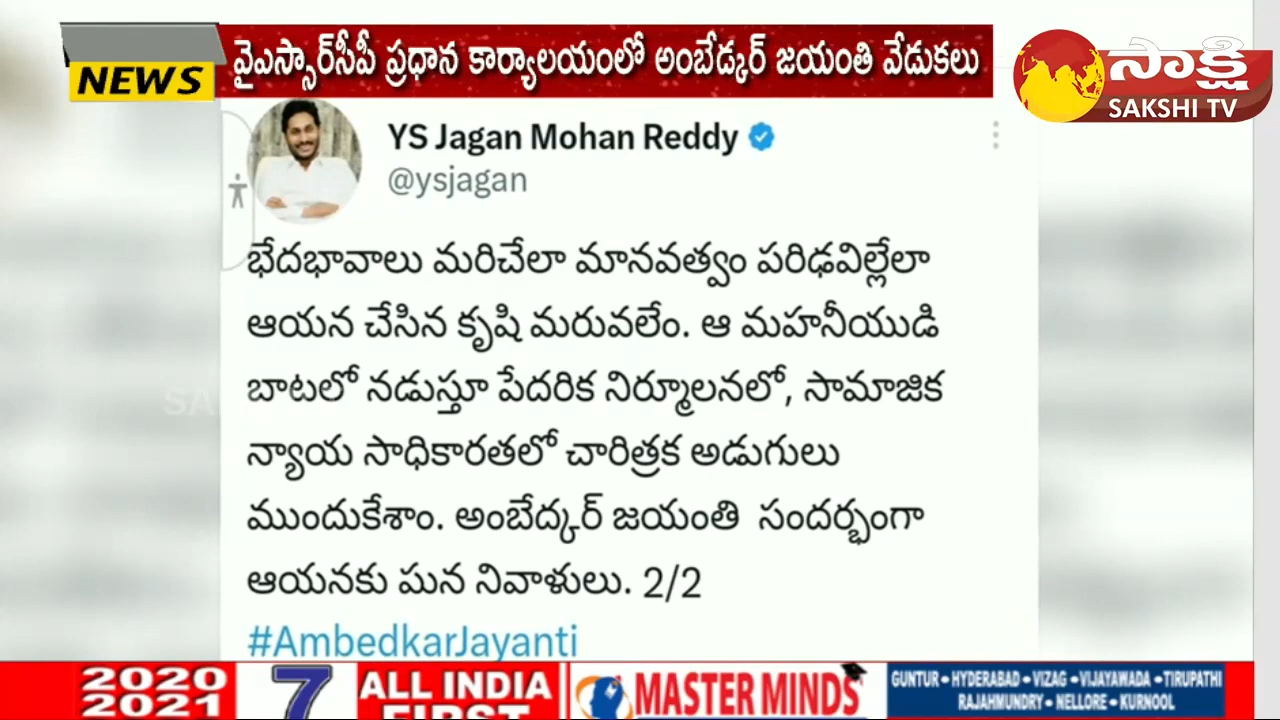 NEWS
వైఎస్సార్‌సీపీ ప్రధాన కార్యాలయంలో అంబేడ్కర్ జయంతి వేడుకలు
సాక్షి
SAKSHI TV
YS Jagan Mohan Reddy
@ysjagan
భేదభావాలు మరిచేలా మానవత్వం పరిఢవిల్లేలా
ఆయన చేసిన కృషి మరువలేం. ఆ మహనీయుడి
బాటలో నడుస్తూ పేదరిక నిర్మూలనలో, సామాజిక
న్యాయ సాధికారతలో చారిత్రక అడుగులు
ముందుకేశాం. అంబేద్కర్ జయంతి సందర్భంగా
ఆయనకు ఘన నివాళులు. 2/2
#AmbedkarJayanti
2020
2021
7
ALL INDIA
FIRST
MASTER MINDS
GUNTUR • HYDERABAD • VIZAG • VIJAYAWADA • TIRUPATHI
RAJAHMUNDRY • NELLORE • KURNOOL